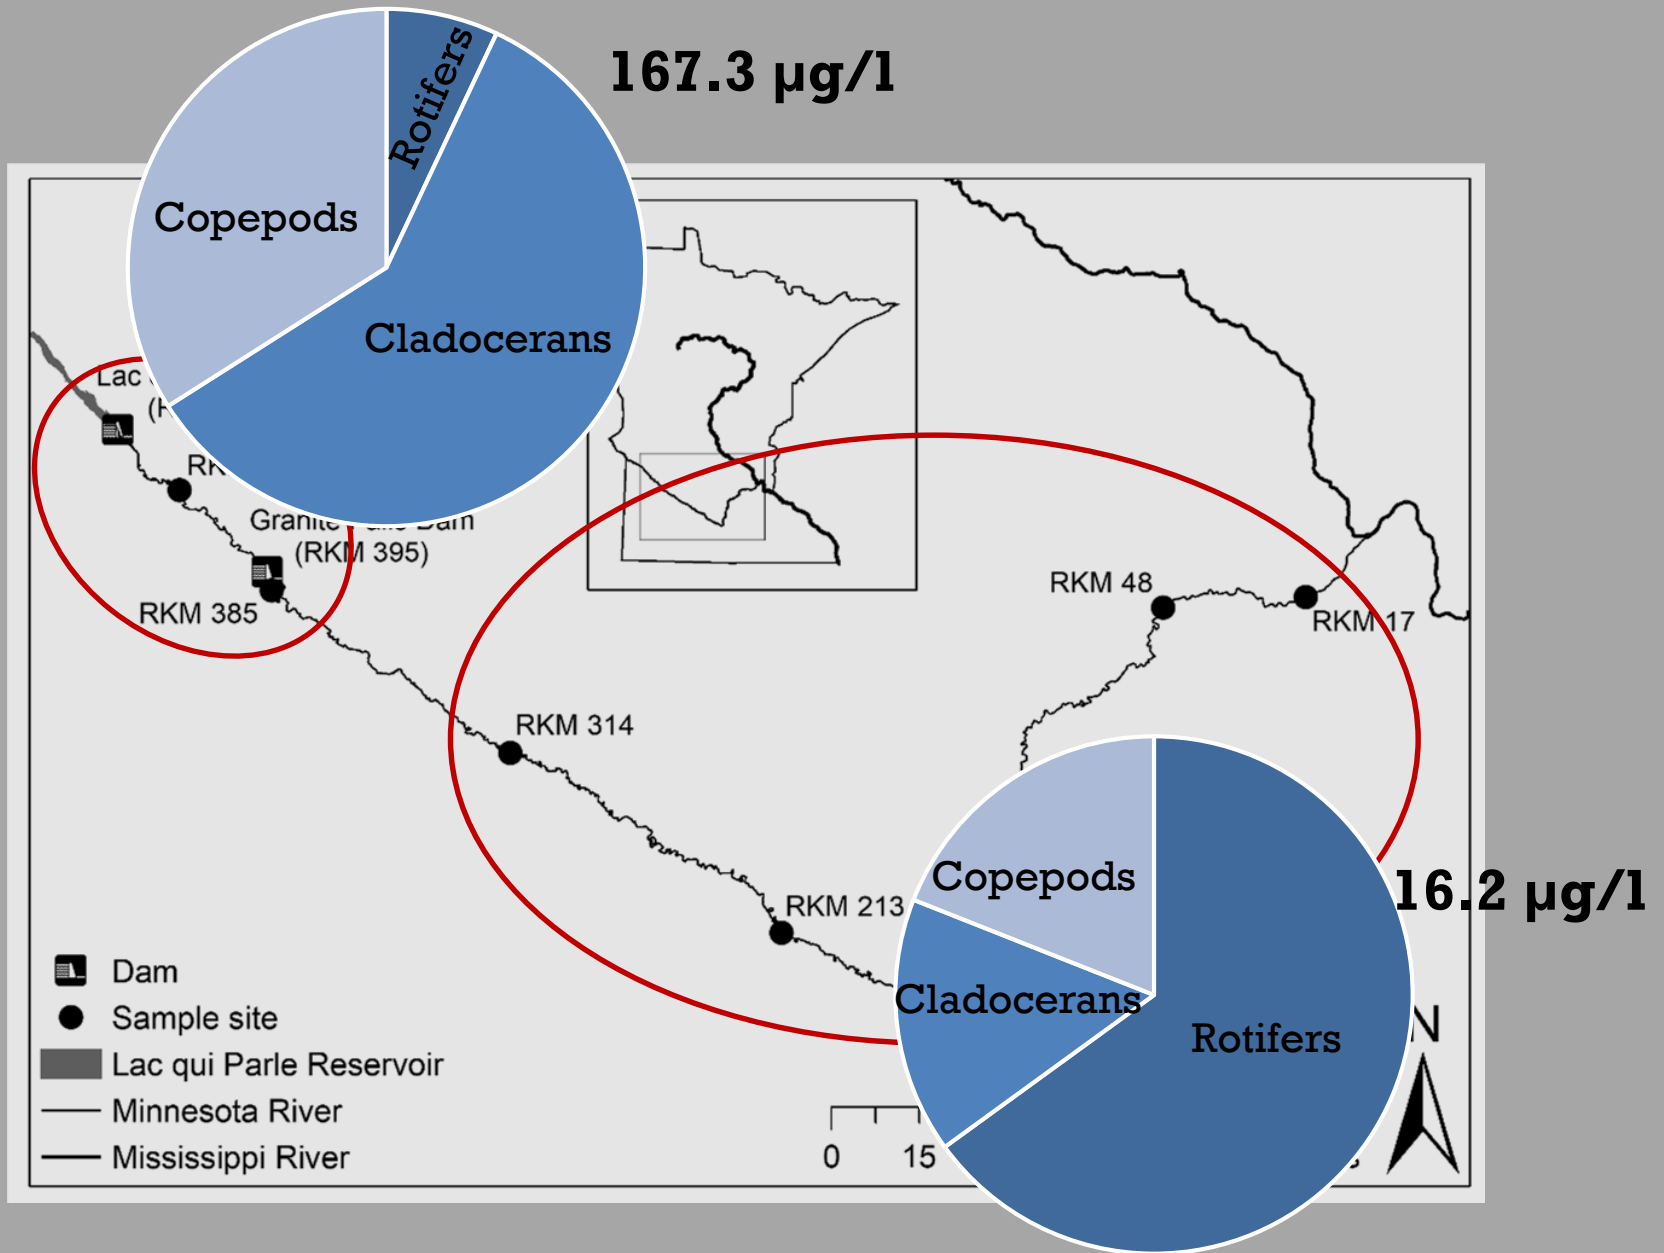 167.3 µg/l
Rotifers
Copepods
Cladocerans
Lac
(RKM 395)
RKM 385
RKM 48
RKM 17
RKM 314
RKM 213
Copepods
16.2 µg/l
Cladocerans
Rotifers
N
Dam
Sample site
Lac qui Parle Reservoir
Minnesota River
Mississippi River
0 15
Granite Dam